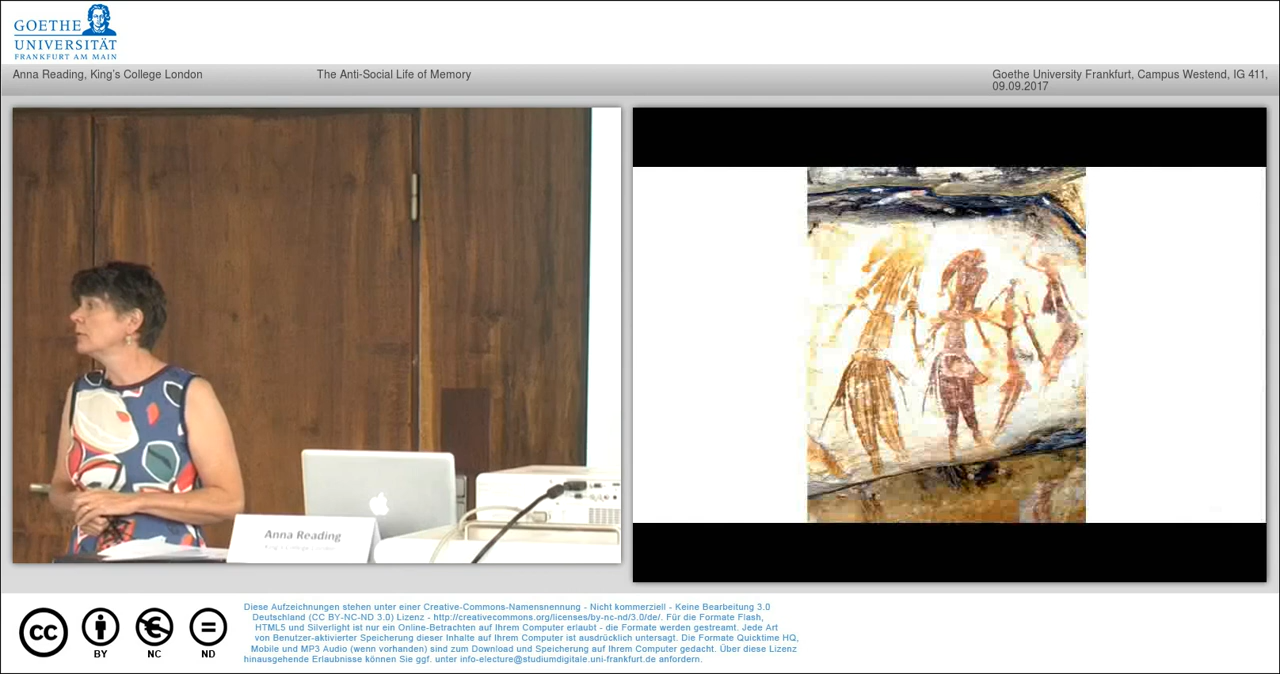 GOETHE
UNIVERSITÄT
FRANKFURT AM MAIN
Anna Reading, King's College London
The Anti-Social Life of Memory
Goethe University Frankfurt, Campus Westend, IG 411,
09.09.2017
Anna Reading
King's College London
CC
BY
NC
ND
Diese Aufzeichnungen stehen unter einer Creative-Commons-Namensnennung - Nicht kommerziell - Keine Bearbeitung 3.0
Deutschland (CC BY-NC-ND 3.0) Lizenz - http://creativecommons.org/licenses/by-nc-nd/3.0/de/. Für die Formate Flash,
HTML5 und Silverlight ist nur ein Online-Betrachten auf Ihrem Computer erlaubt - die Formate werden gestreamt. Jede Art
von Benutzer-aktivierter Speicherung dieser Inhalte auf Ihrem Computer ist ausdrücklich untersagt. Die Formate Quicktime HQ,
Mobile und MP3 Audio (wenn vorhanden) sind zum Download und Speicherung auf Ihrem Computer gedacht. Über diese Lizenz
hinausgehende Erlaubnisse können Sie ggf. unter info-electure@studiumdigitale.uni-frankfurt.de anfordern.